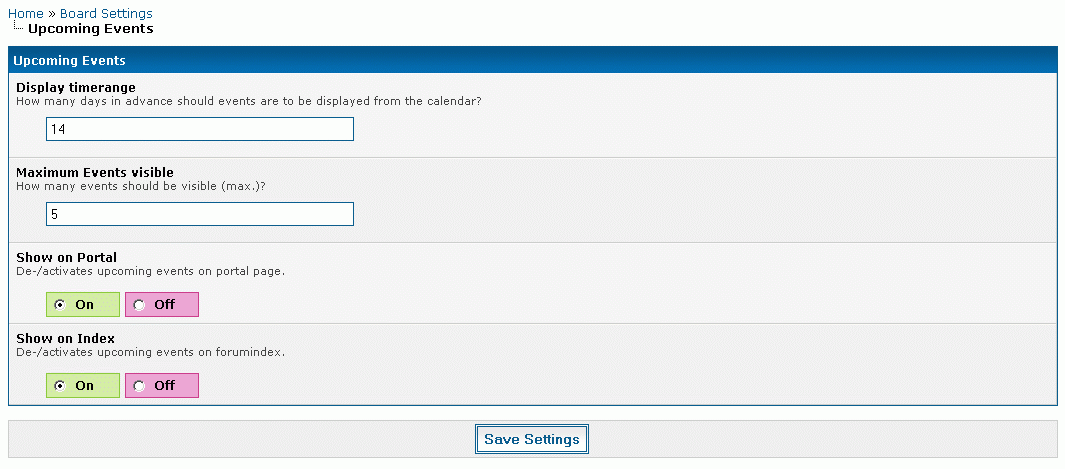 Home » Board Settings
Upcoming Events
Upcoming Events
Display timerange
How many days in advance should events are to be displayed from the calendar?
14
Maximum Events visible
How many events should be visible (max.)?
5
Show on Portal
De-/activates upcoming events on portal page.
On Off
Show on Index
De-/activates upcoming events on forumindex.
On Off
Save Settings